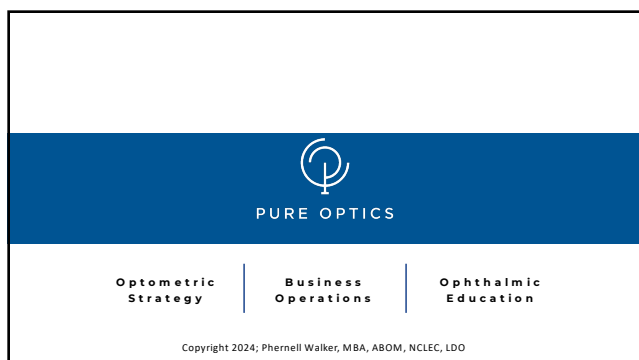 PURE OPTICS
Optometric Strategy
Business Operations
Ophthalmic Education
Copyright 2024; Phernell Walker, MBA, ABOM, NCLEC, LDO